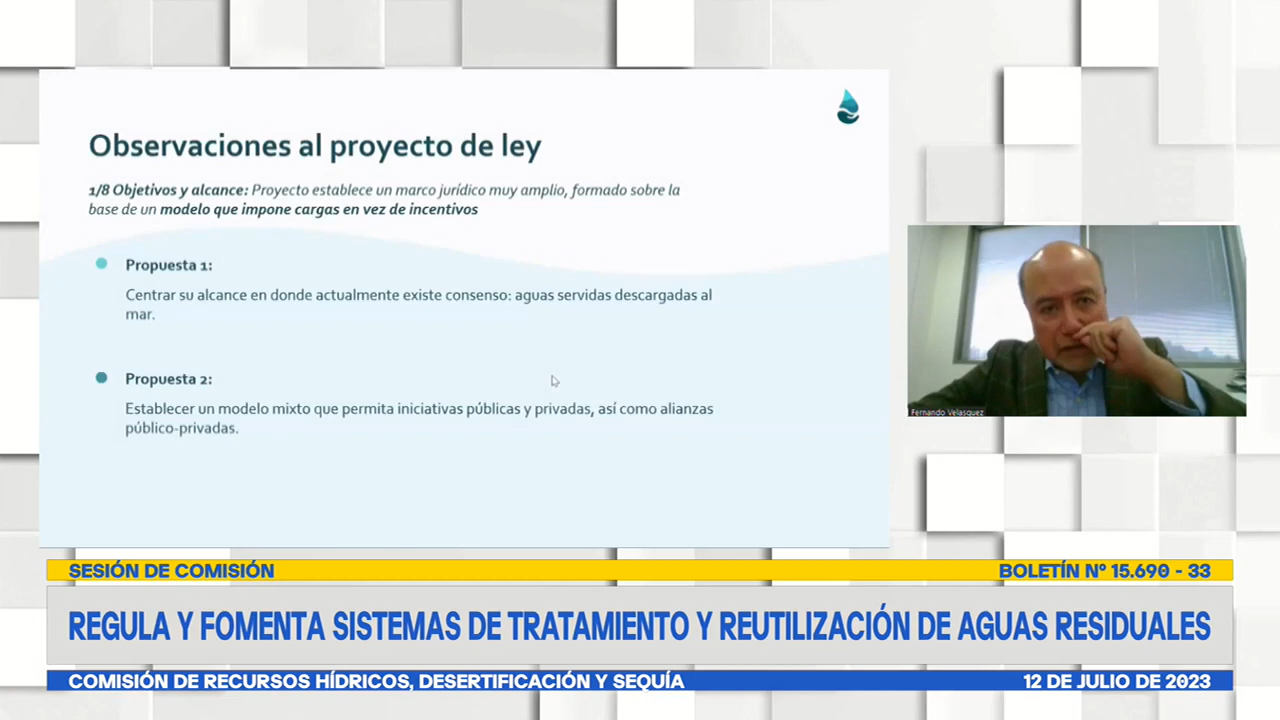 Observaciones al proyecto de ley
1/8 Objetivos y alcance: Proyecto establece un marco jurídico muy amplio, formado sobre la
base de un modelo que impone cargas en vez de incentivos
Propuesta 1:
Centrar su alcance en donde actualmente existe consenso: aguas servidas descargadas al
mar.
Propuesta 2:
Establecer un modelo mixto que permita iniciativas públicas y privadas, así como alianzas
público-privadas.
Fernando Velasquez
SESIÓN DE COMISIÓN
BOLETÍN Nº 15.690 - 33
REGULA Y FOMENTA SISTEMAS DE TRATAMIENTO Y REUTILIZACIÓN DE AGUAS RESIDUALES
COMISIÓN DE RECURSOS HÍDRICOS, DESERTIFICACIÓN Y SEQUÍA
12 DE JULIO DE 2023